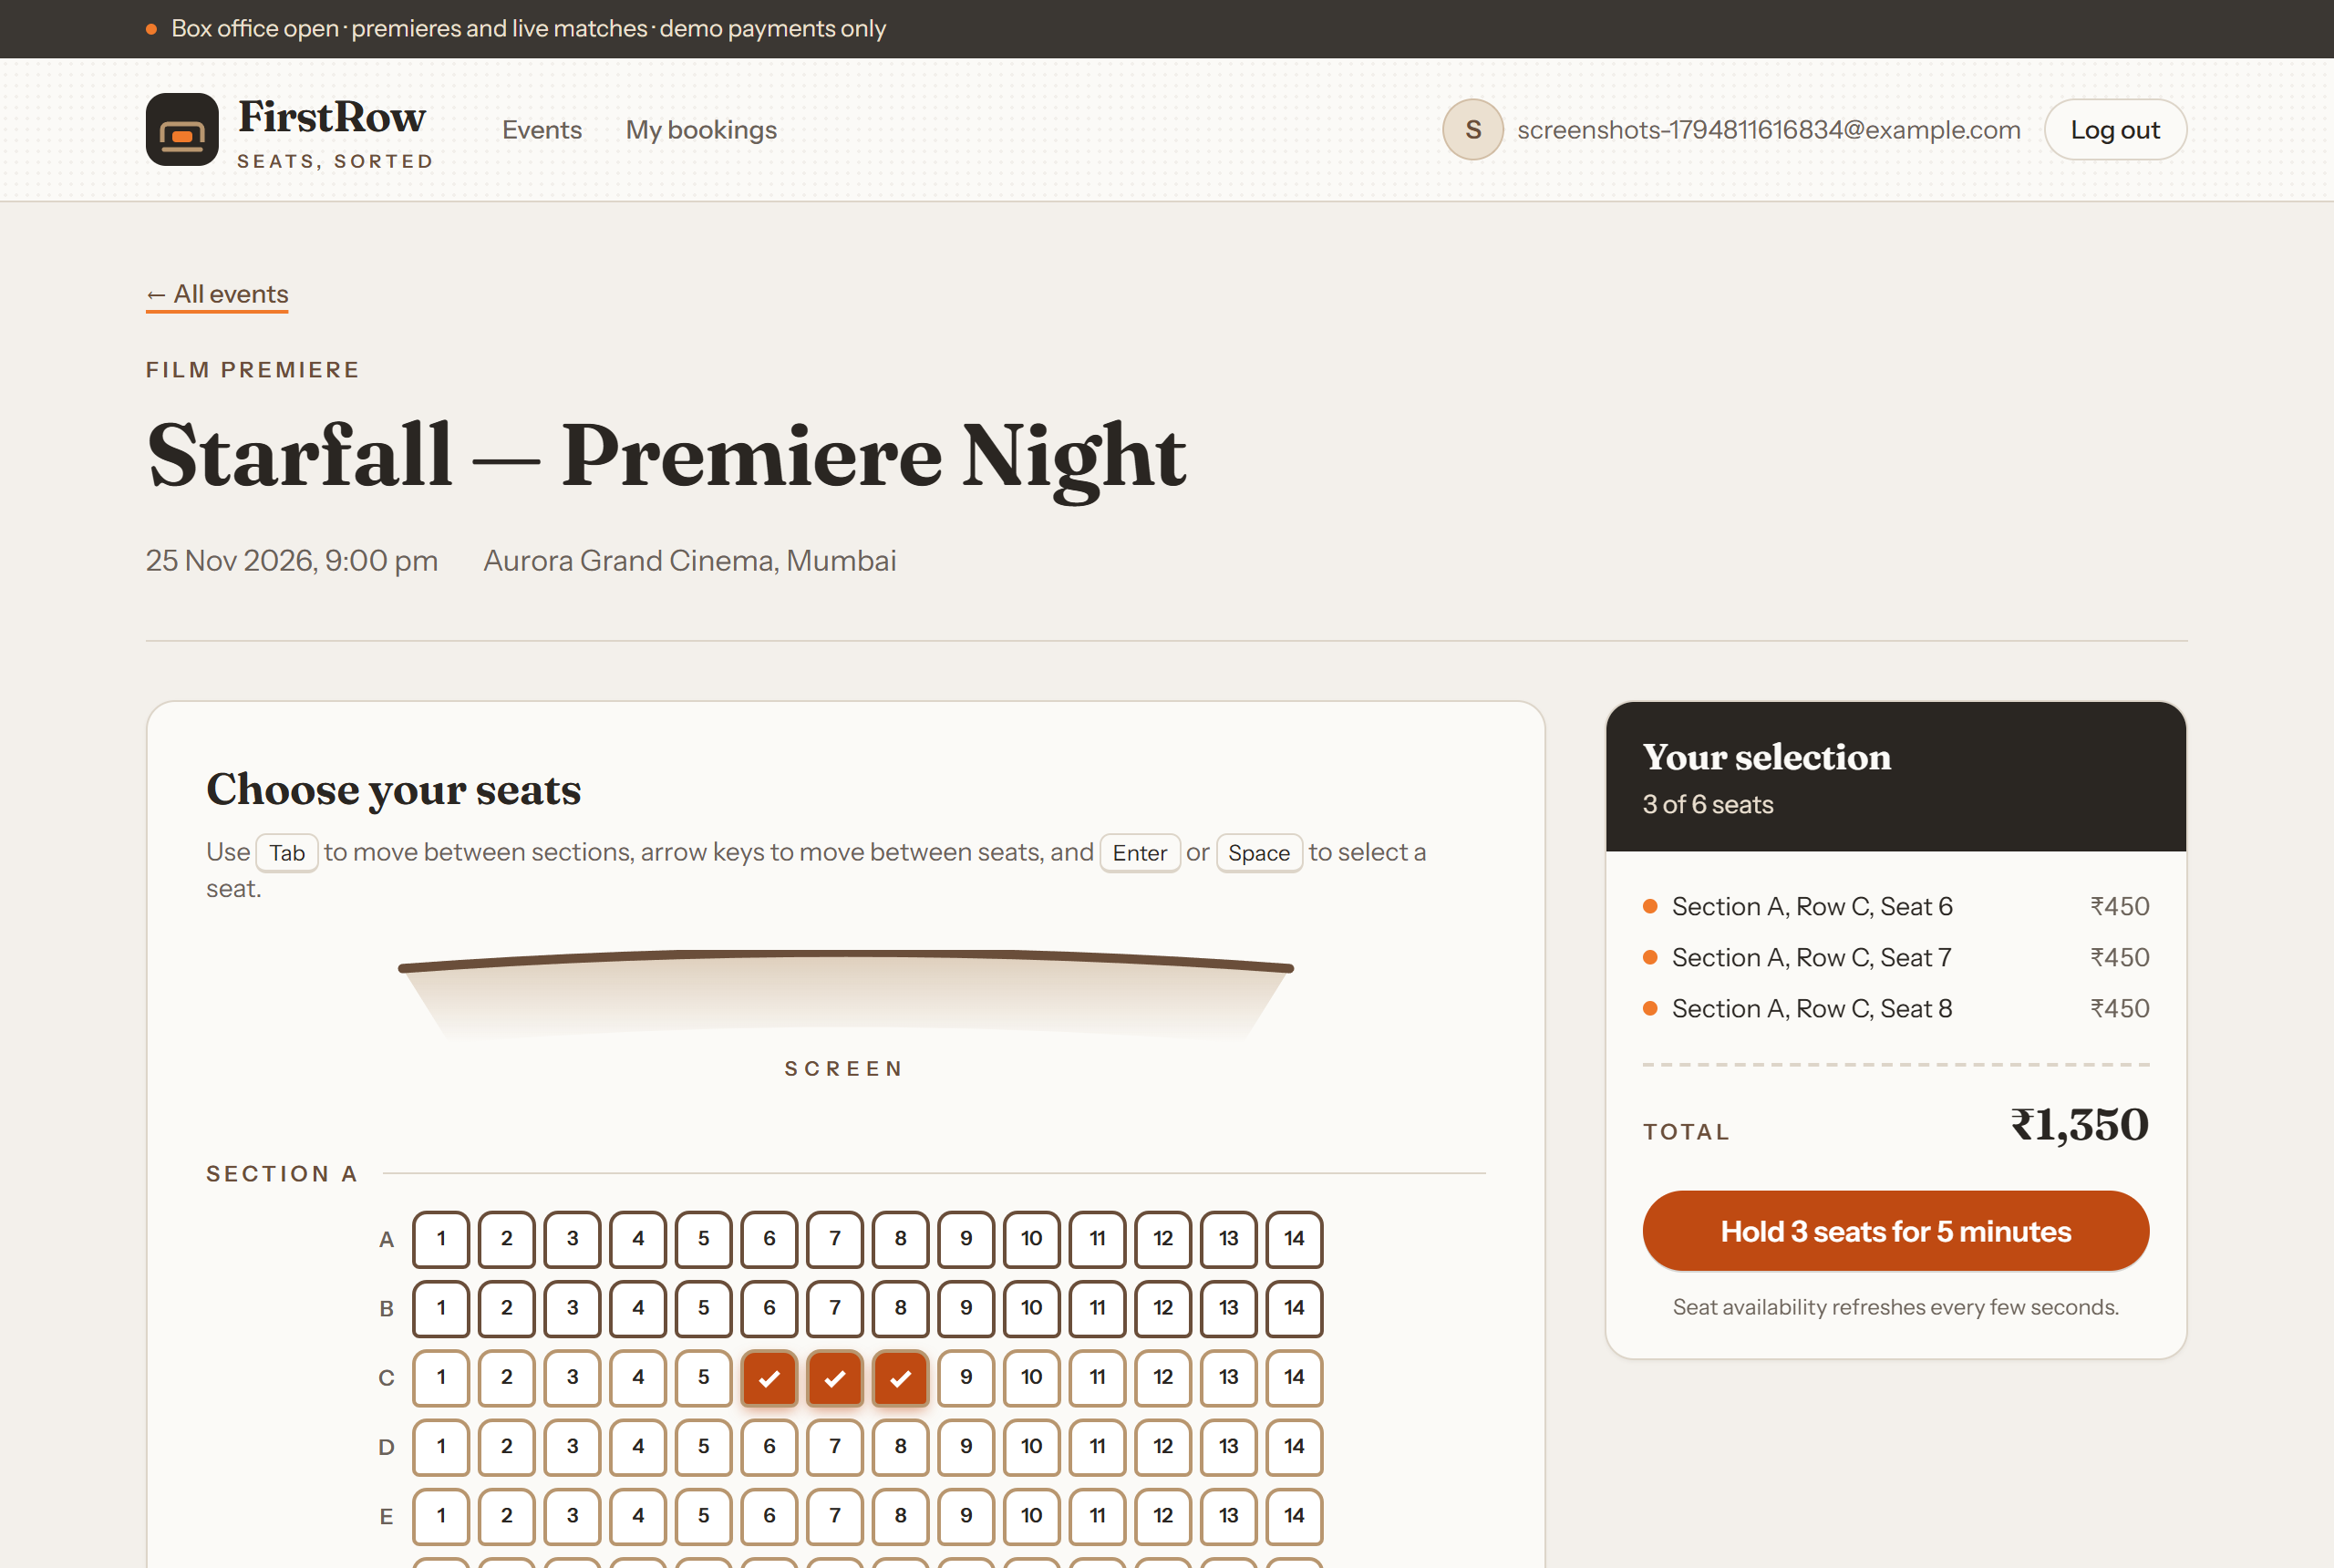 Box office open · premieres and live matches · demo payments only
FirstRow
SEATS, SORTED
Events
My bookings
S
screenshots-1794811616834@example.com
Log out
← All events
FILM PREMIERE
Starfall — Premiere Night
25 Nov 2026, 9:00 pm
Aurora Grand Cinema, Mumbai
Choose your seats
Use Tab to move between sections, arrow keys to move between seats, and Enter or Space to select a
seat.
SCREEN
SECTION A
A 1 2 3 4 5 6 7 8 9 10 11 12 13 14
B 1 2 3 4 5 6 7 8 9 10 11 12 13 14
C 1 2 3 4 5 9 10 11 12 13 14
D 1 2 3 4 5 6 7 8 9 10 11 12 13 14
E 1 2 3 4 5 6 7 8 9 10 11 12 13 14
Your selection
3 of 6 seats
Section A, Row C, Seat 6 ₹450
Section A, Row C, Seat 7 ₹450
Section A, Row C, Seat 8 ₹450
TOTAL ₹1,350
Hold 3 seats for 5 minutes
Seat availability refreshes every few seconds.